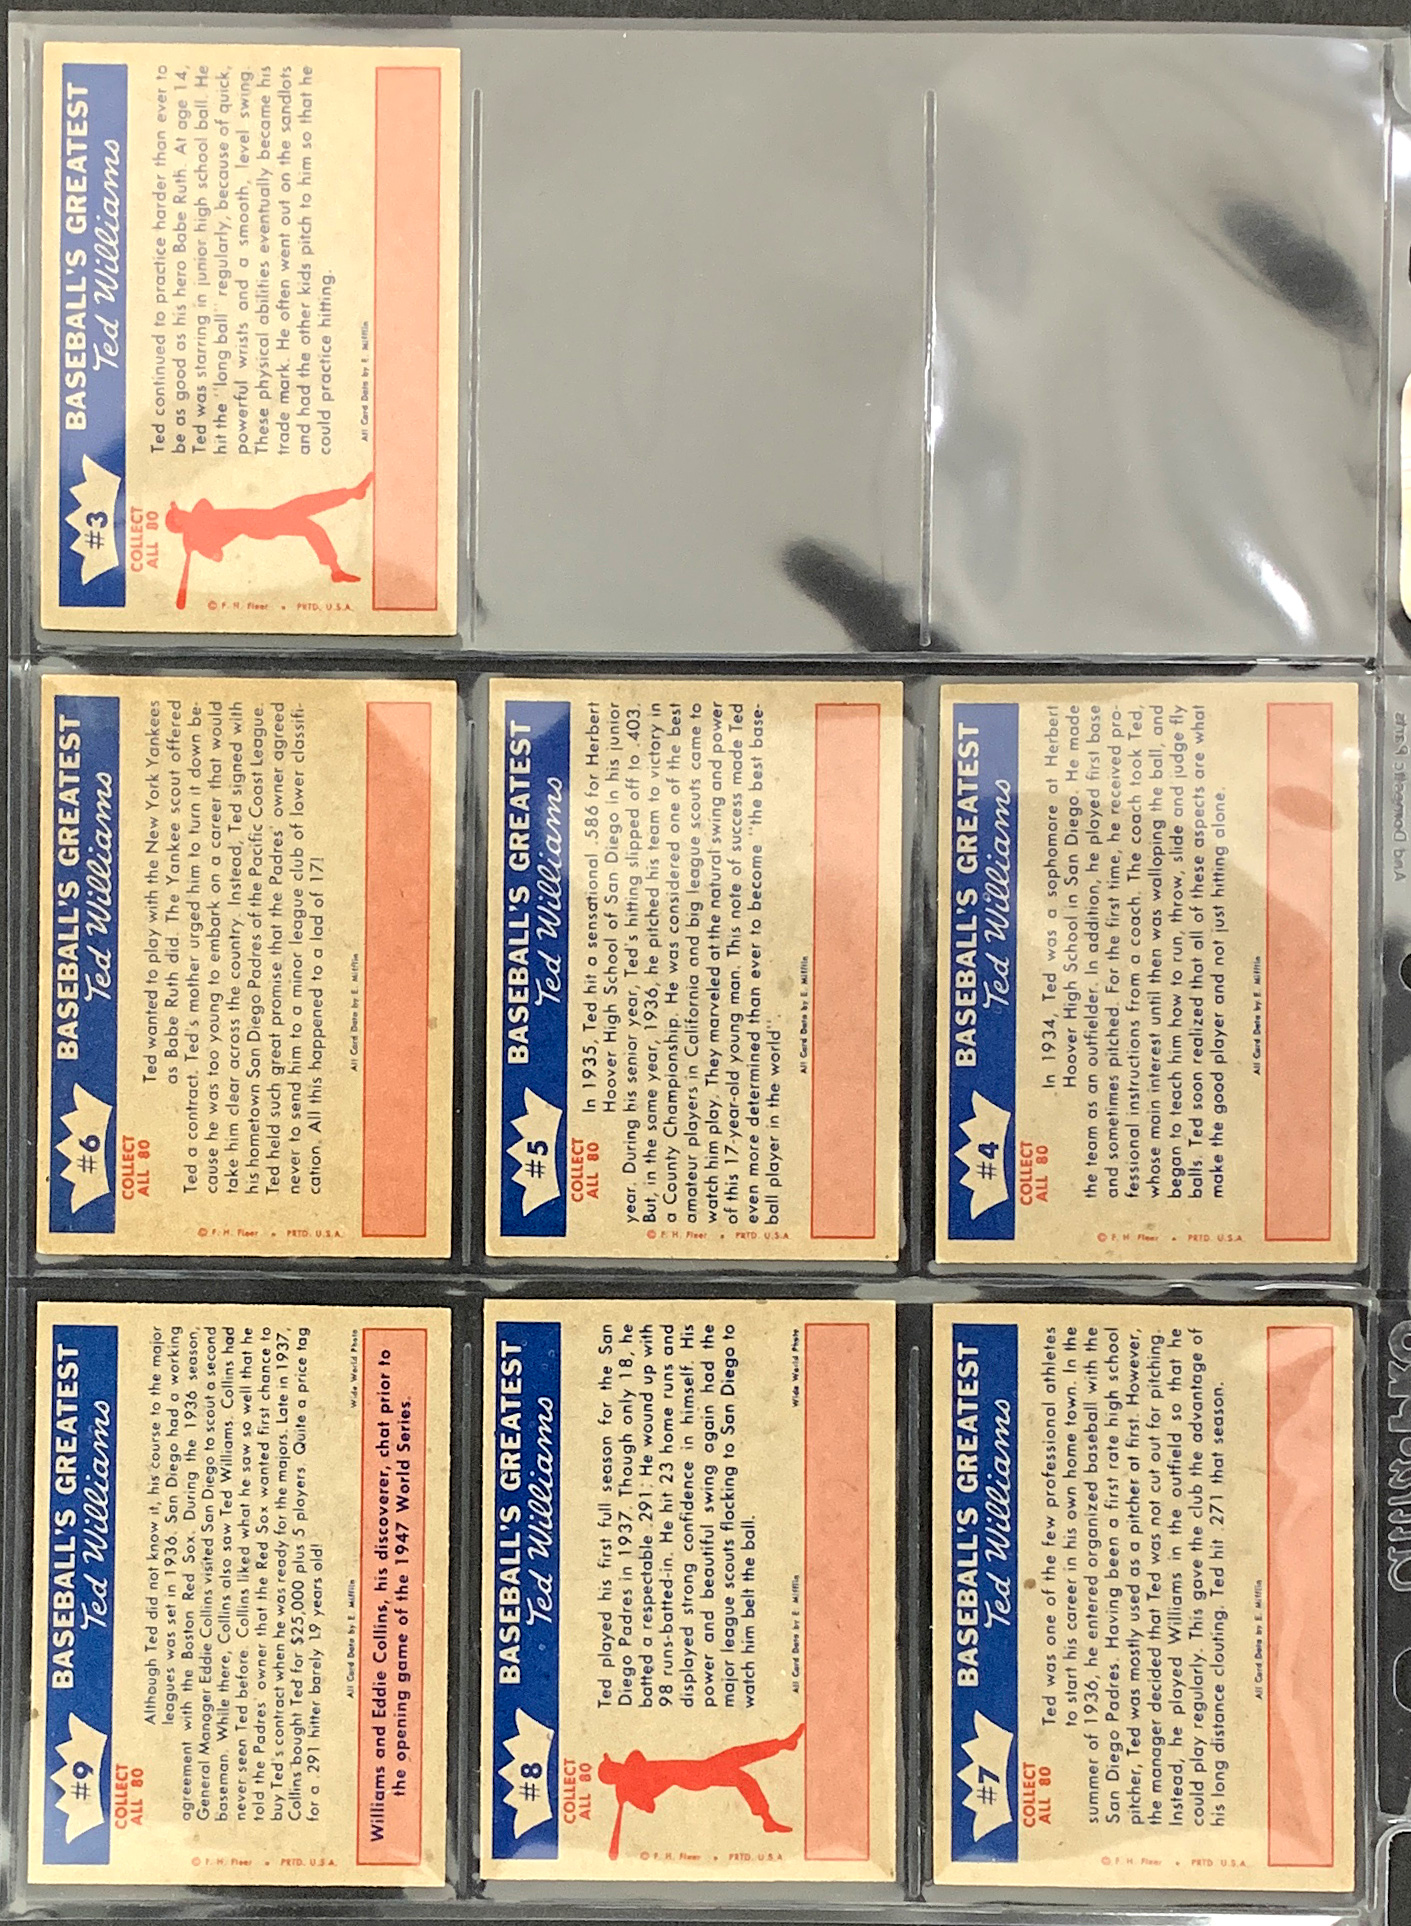 BASEBALL'S GREATEST
Ted Williams
#3
COLLECT
ALL 80
Ted continued to practice harder than ever to
be as good as his hero Babe Ruth. At age 14,
Ted was starring in junior high school ball. He
hit the "long ball" regularly, because of quick,
powerful wrists and a smooth, level swing.
These physical abilities eventually became his
trade mark. He often went out on the sandlots
and had the other kids pitch to him so that he
could practice hitting.
All Card Data by E. Mifflin
© F. H. Fleer • PRTD. U.S.A.
BASEBALL'S GREATEST
Ted Williams
#6
COLLECT
ALL 80
Ted wanted to play with the New York Yankees
as Babe Ruth did. The Yankee scout offered
Ted a contract. Ted's mother urged him to turn it down be-
cause he was too young to embark on a career that would
take him clear across the country. Instead, Ted signed with
his hometown San Diego Padres of the Pacific Coast League.
Ted held such great promise that the Padres' owner agreed
never to send him to a minor league club of lower classifi-
cation. All this happened to a lad of 17!
All Card Data by E. Mifflin
© F. H. Fleer • PRTD. U.S.A.
BASEBALL'S GREATEST
Ted Williams
#5
COLLECT
ALL 80
In 1935, Ted hit a sensational .586 for Herbert
Hoover High School of San Diego in his junior
year. During his senior year, Ted's hitting slipped off to .403.
But, in the same year, 1936, he pitched his team to victory in
a County Championship. He was considered one of the best
amateur players in California and big league scouts came to
watch him play. They marveled at the natural swing and power
of this 17-year-old young man. This note of success made Ted
even more determined than ever to become "the best base-
ball player in the world".
All Card Data by E. Mifflin
© F. H. Fleer • PRTD. U.S.A
BASEBALL'S GREATEST
Ted Williams
#4
COLLECT
ALL 80
In 1934, Ted was a sophomore at Herbert
Hoover High School in San Diego. He made
the team as an outfielder. In addition, he played first base
and sometimes pitched. For the first time, he received pro-
fessional instructions from a coach. The coach took Ted,
whose main interest until then was walloping the ball, and
began to teach him how to run, throw, slide and judge fly
balls. Ted soon realized that all of these aspects are what
make the good player and not just hitting alone.
All Card Data by E. Mifflin
© F. H. Fleer • PRTD. U.S.A
BASEBALL'S GREATEST
Ted Williams
#9
COLLECT
ALL 80
Although Ted did not know it, his course to the major
leagues was set in 1936. San Diego had a working
agreement with the Boston Red Sox. During the 1936 season,
General Manager Eddie Collins visited San Diego to scout a second
baseman. While there, Collins also saw Ted Williams. Collins had
never seen Ted before. Collins liked what he saw so well that he
told the Padres' owner that the Red Sox wanted first chance to
buy Ted's contract when he was ready for the majors. Late in 1937,
Collins bought Ted for $25,000 plus 5 players. Quite a price tag
for a .291 hitter barely 19 years old!
All Card Data by E. Mifflin
Wide World Photo
Williams and Eddie Collins, his discoverer, chat prior to
the opening game of the 1947 World Series.
© F. H. Fleer • PRTD. U.S.A.
BASEBALL'S GREATEST
Ted Williams
#8
COLLECT
ALL 80
Ted played his first full season for the San
Diego Padres in 1937. Though only 18, he
batted a respectable .291. He wound up with
98 runs-batted-in. He hit 23 home runs and
displayed strong confidence in himself. His
power and beautiful swing again had the
major league scouts flocking to San Diego to
watch him belt the ball.
All Card Data by E. Mifflin
Wide World Photo
© F. H. Fleer • PRTD. U.S.A
BASEBALL'S GREATEST
Ted Williams
#7
COLLECT
ALL 80
Ted was one of the few professional athletes
to start his career in his own home town. In the
summer of 1936, he entered organized baseball with the
San Diego Padres. Having been a first rate high school
pitcher, Ted was mostly used as a pitcher at first. However,
the manager decided that Ted was not cut out for pitching.
Instead, he played Williams in the outfield so that he
could play regularly. This gave the club the advantage of
his long distance clouting. Ted hit .271 that season.
All Card Data by E. Mifflin
© F. H. Fleer • PRTD. U.S.A